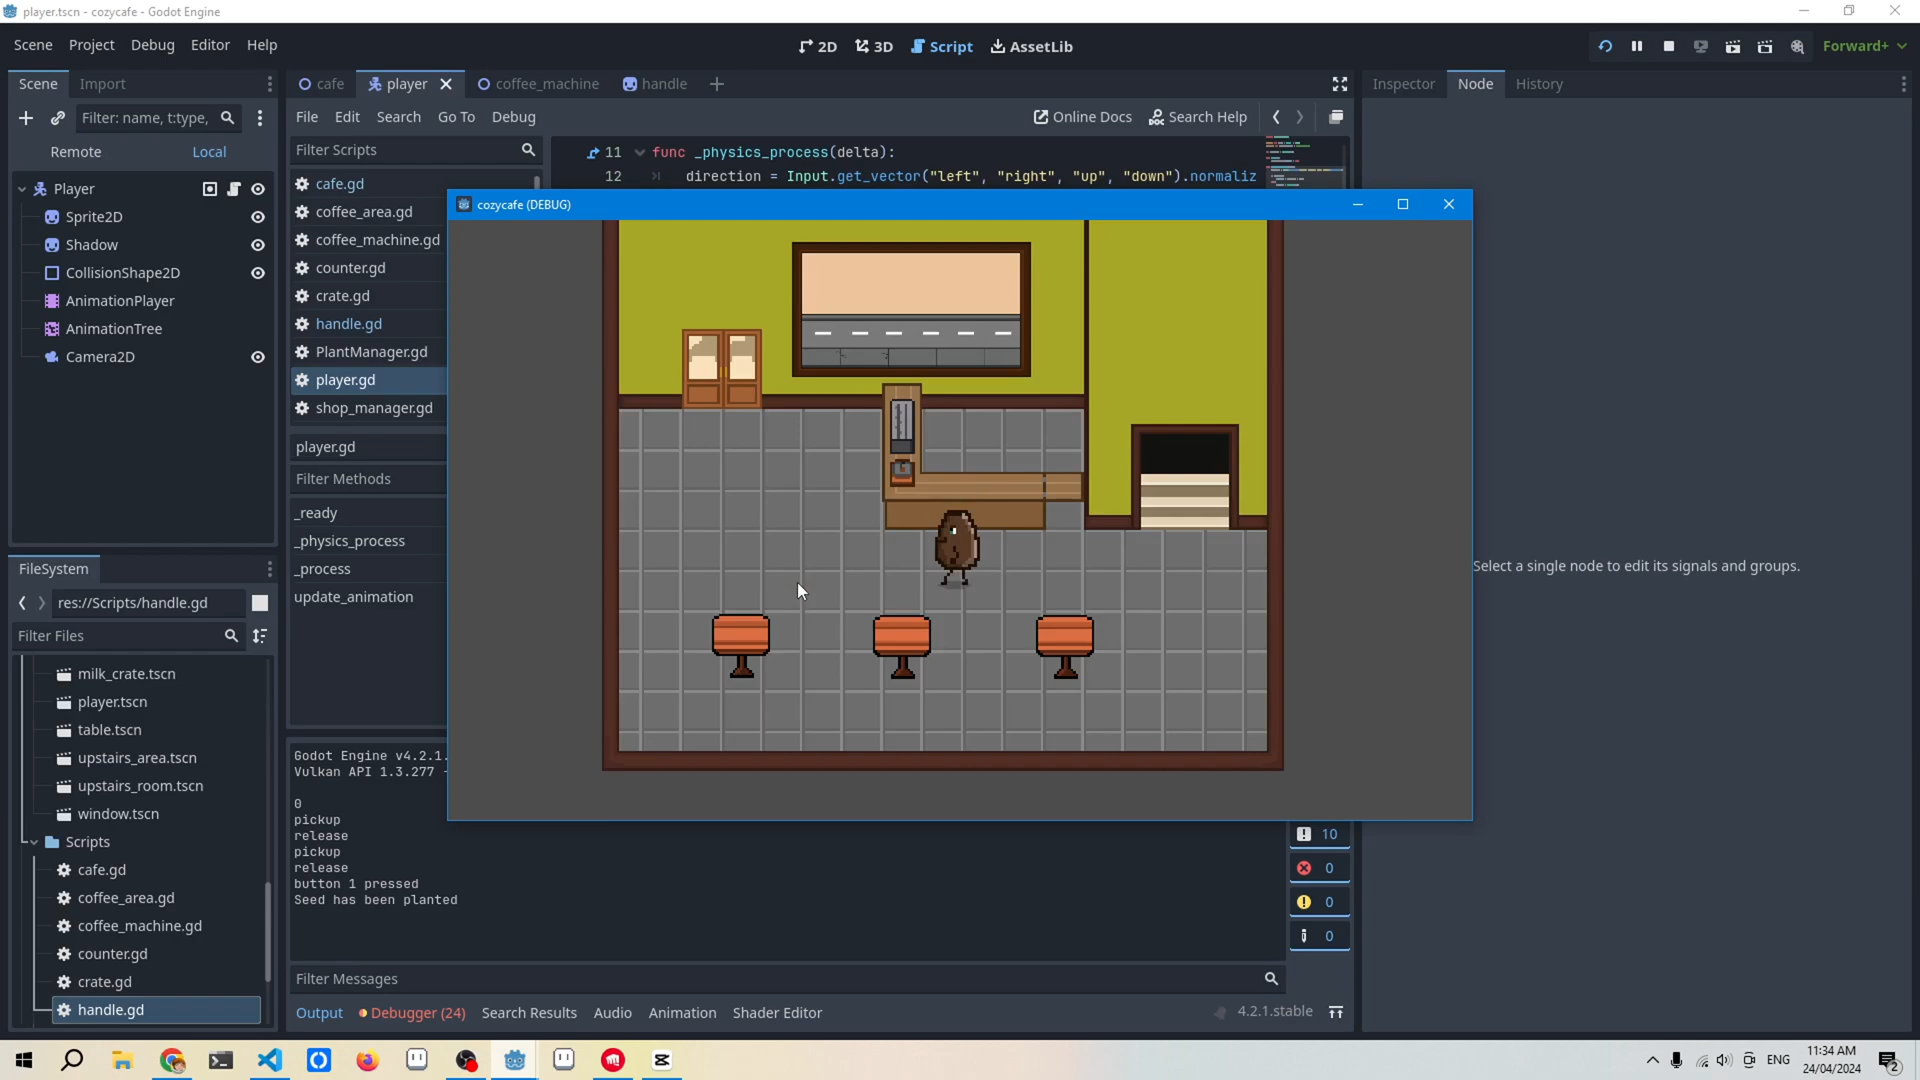 player.tscn - cozycafe - Godot Engine
Scene Project Debug Editor Help
2D 3D Script AssetLib
Forward+
Scene Import
cafe player coffee_machine handle
Inspector Node History
Filter: name, t:type,
File Edit Search Go To Debug
Online Docs Search Help
Remote Local
Filter Scripts
11 func _physics_process(delta):
12 direction = Input.get_vector("left", "right", "up", "down").normaliz
Player
Sprite2D
Shadow
CollisionShape2D
AnimationPlayer
AnimationTree
Camera2D
cafe.gd
coffee_area.gd
coffee_machine.gd
counter.gd
crate.gd
handle.gd
PlantManager.gd
player.gd
shop_manager.gd
player.gd
Filter Methods
_ready
_physics_process
_process
update_animation
cozycafe (DEBUG)
Select a single node to edit its signals and groups.
FileSystem
res://Scripts/handle.gd
Filter Files
milk_crate.tscn
player.tscn
table.tscn
upstairs_area.tscn
upstairs_room.tscn
window.tscn
Scripts
cafe.gd
coffee_area.gd
coffee_machine.gd
counter.gd
crate.gd
handle.gd
Godot Engine v4.2.1.
Vulkan API 1.3.277 -
0
pickup
release
pickup
release
button 1 pressed
Seed has been planted
10
0
0
0
Filter Messages
Output Debugger (24) Search Results Audio Animation Shader Editor
4.2.1.stable
ENG
11:34 AM
24/04/2024
2